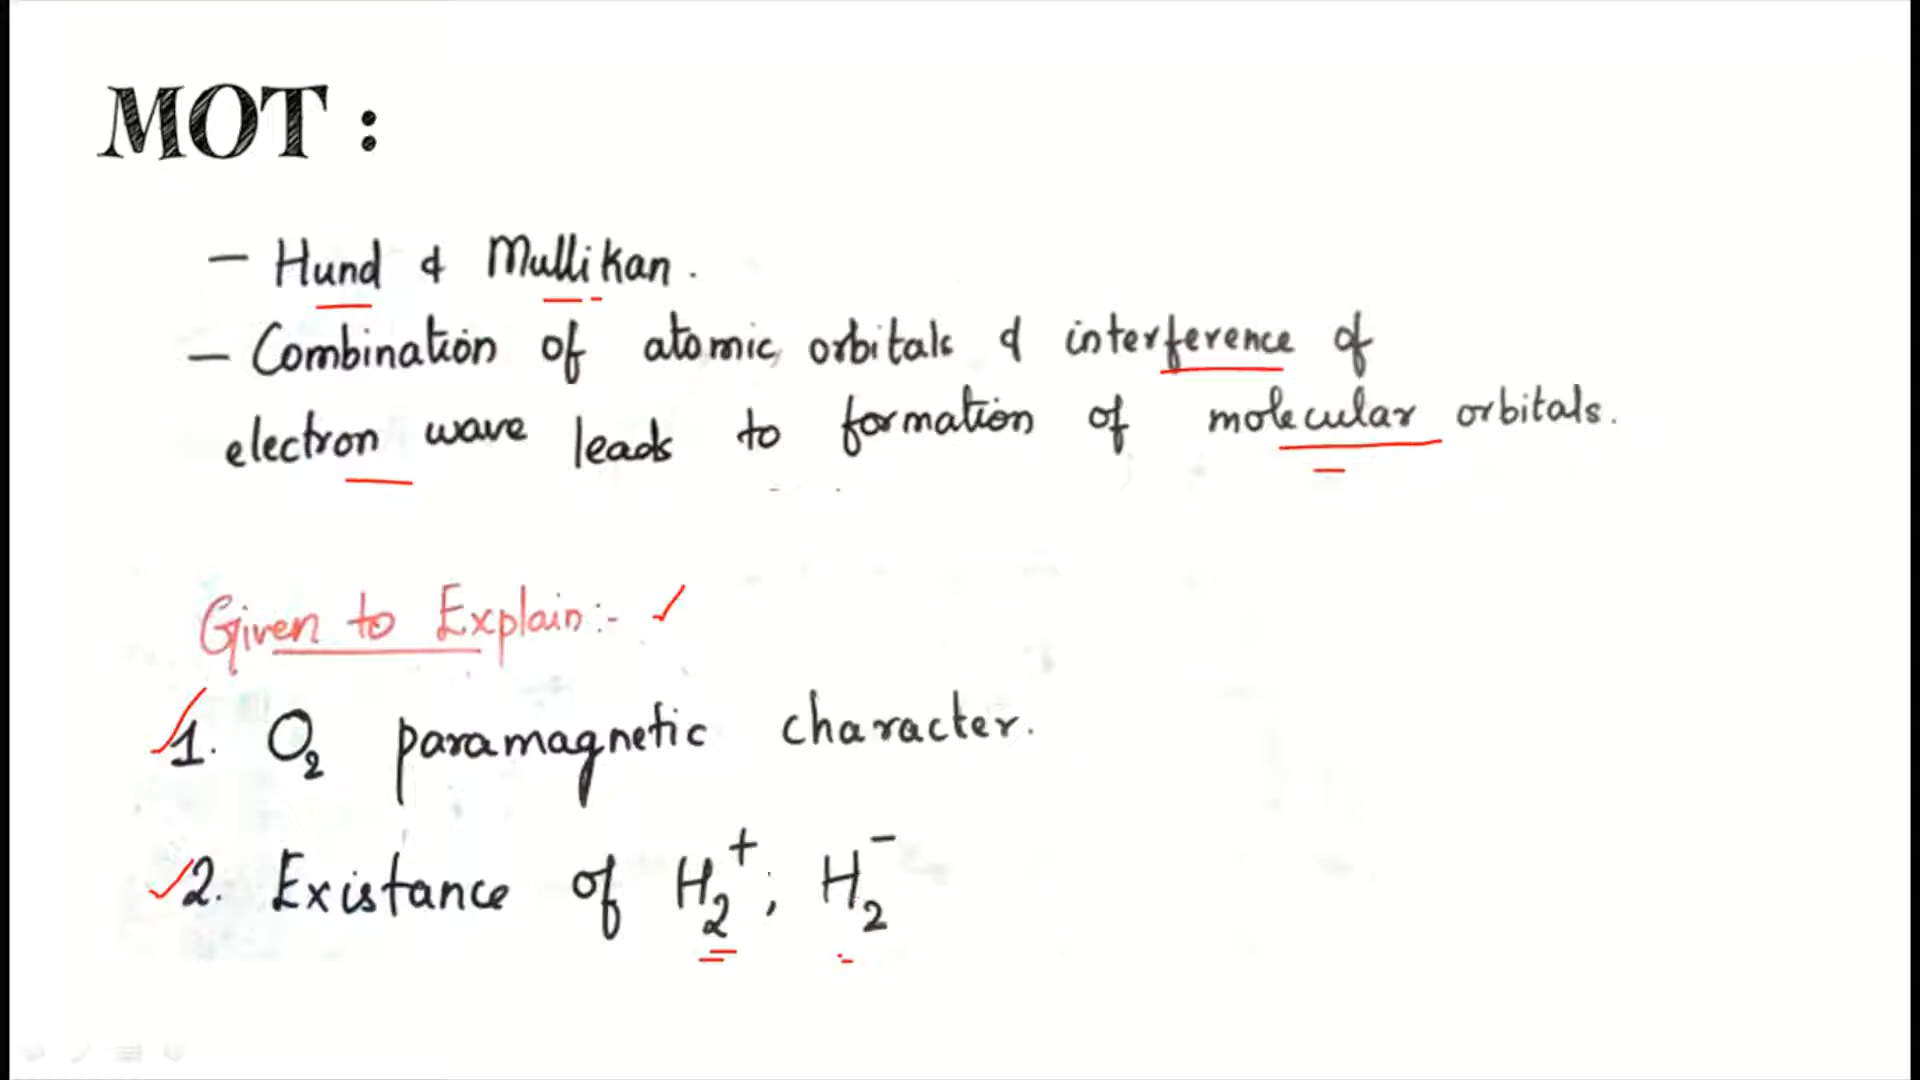 MOT :
- Hund & Mullikan.
- Combination of atomic orbitals & interference of
electron wave leads to formation of molecular orbitals.
Given to Explain:- ✓
1. O₂ paramagnetic character.
2. Existance of H₂⁺; H₂⁻